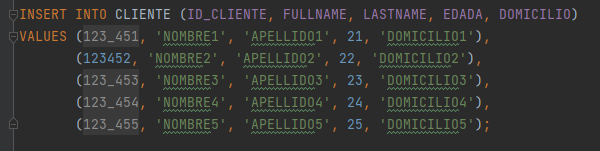 INSERT INTO CLIENTE (ID_CLIENTE, FULLNAME, LASTNAME, EDADA, DOMICILIO)
VALUES (123_451, 'NOMBRE1', 'APELLIDO1', 21, 'DOMICILIO1'),
(123452, 'NOMBRE2', 'APELLIDO2', 22, 'DOMICILIO2'),
(123_453, 'NOMBRE3', 'APELLIDO3', 23, 'DOMICILIO3'),
(123_454, 'NOMBRE4', 'APELLIDO4', 24, 'DOMICILIO4'),
(123_455, 'NOMBRE5', 'APELLIDO5', 25, 'DOMICILIO5');